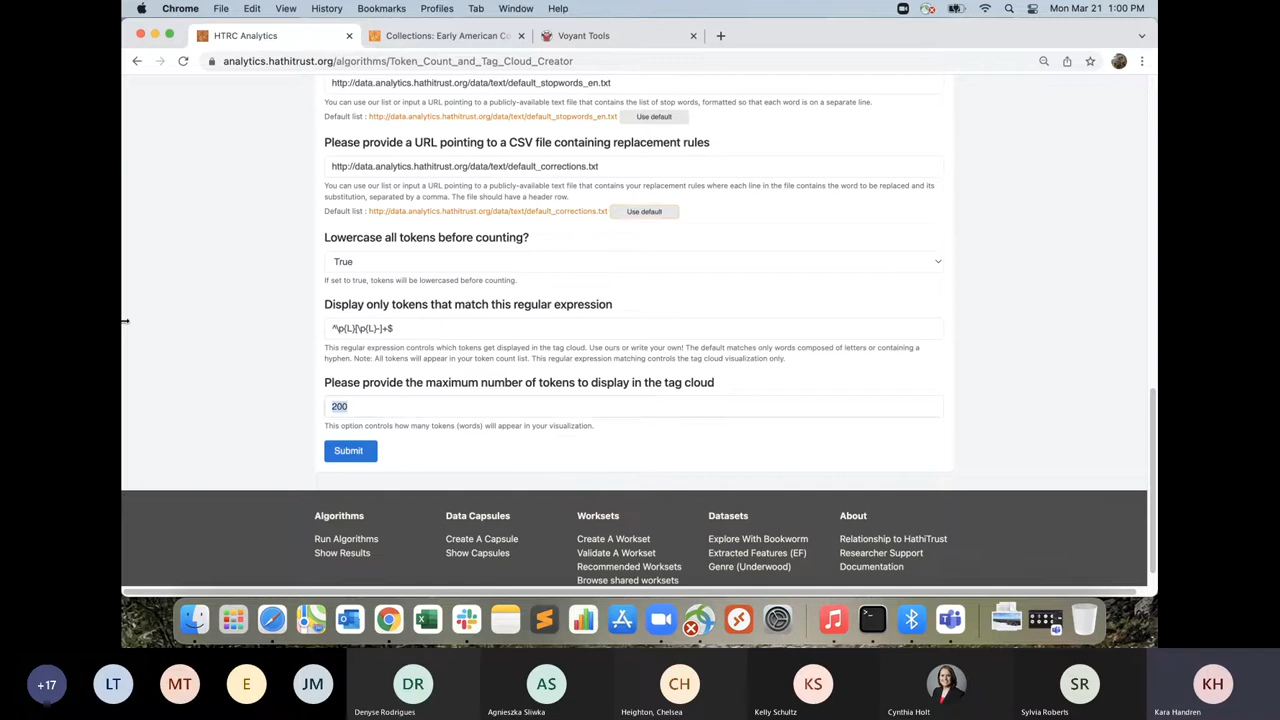 Chrome File Edit View History Bookmarks Profiles Tab Window Help Mon Mar 21 1:00 PM
HTRC Analytics Collections: Early American Co Voyant Tools
analytics.hathitrust.org/algorithms/Token_Count_and_Tag_Cloud_Creator
http://data.analytics.hathitrust.org/data/text/default_stopwords_en.txt
You can use our list or input a URL pointing to a publicly-available text file that contains the list of stop words, formatted so that each word is on a separate line.
Default list : http://data.analytics.hathitrust.org/data/text/default_stopwords_en.txt Use default
Please provide a URL pointing to a CSV file containing replacement rules
http://data.analytics.hathitrust.org/data/text/default_corrections.txt
You can use our list or input a URL pointing to a publicly-available text file that contains your replacement rules where each line in the file contains the word to be replaced and its
substitution, separated by a comma. The file should have a header row.
Default list : http://data.analytics.hathitrust.org/data/text/default_corrections.txt Use default
Lowercase all tokens before counting?
True
If set to true, tokens will be lowercased before counting.
Display only tokens that match this regular expression
^\p{L}[\p{L}-]+$
This regular expression controls which tokens get displayed in the tag cloud. Use ours or write your own! The default matches only words composed of letters or containing a
hyphen. Note: All tokens will appear in your token count list. This regular expression matching controls the tag cloud visualization only.
Please provide the maximum number of tokens to display in the tag cloud
200
This option controls how many tokens (words) will appear in your visualization.
Submit
Algorithms Data Capsules Worksets Datasets About
Run Algorithms Create A Capsule Create A Workset Explore With Bookworm Relationship to HathiTrust
Show Results Show Capsules Validate A Workset Extracted Features (EF) Researcher Support
Recommended Worksets Genre (Underwood) Documentation
Browse shared worksets
+17 LT MT E JM DR AS CH KS SR KH
Denyse Rodrigues Agnieszka Sliwka Heighton, Chelsea Kelly Schultz Cynthia Holt Sylvia Roberts Kara Handren